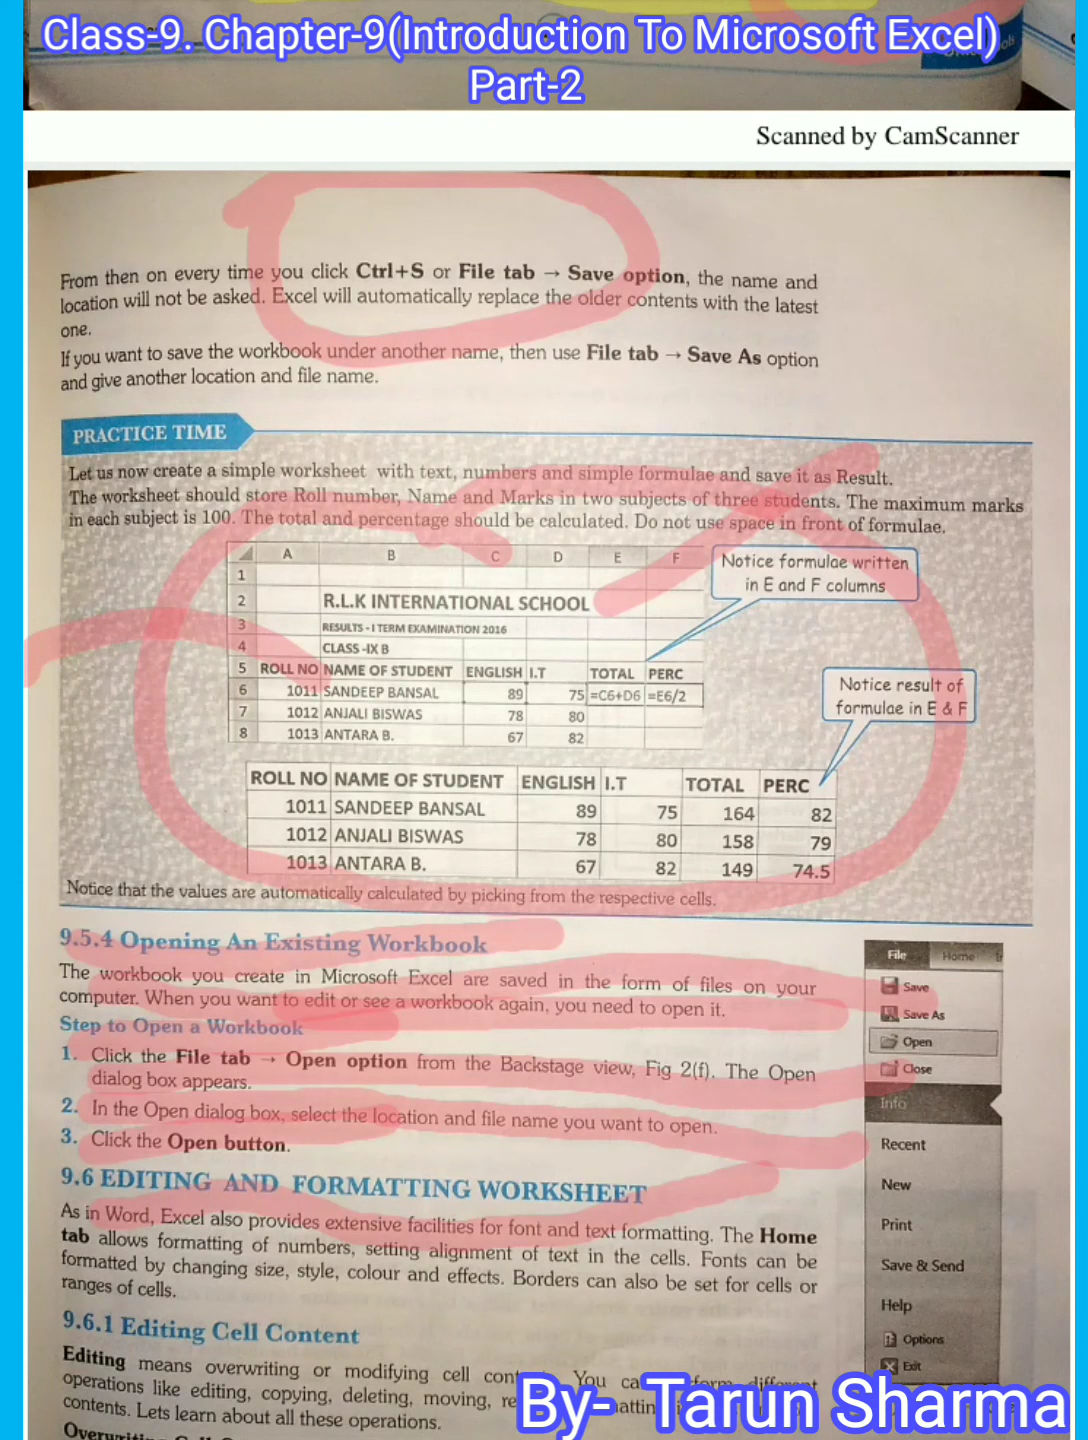 Class-9. Chapter-9(Introduction To Microsoft Excel)
Part-2
Scanned by CamScanner
From then on every time you click Ctrl+S or File tab → Save option, the name and
location will not be asked. Excel will automatically replace the older contents with the latest
one.
If you want to save the workbook under another name, then use File tab → Save As option
and give another location and file name.
PRACTICE TIME
Let us now create a simple worksheet with text, numbers and simple formulae and save it as Result.
The worksheet should store Roll number, Name and Marks in two subjects of three students. The maximum marks
in each subject is 100. The total and percentage should be calculated. Do not use space in front of formulae.
A B C D E F
1
2 R.L.K INTERNATIONAL SCHOOL
3 RESULTS - I TERM EXAMINATION 2016
4 CLASS -IX B
5 ROLL NO NAME OF STUDENT ENGLISH I.T TOTAL PERC
6 1011 SANDEEP BANSAL 89 75 =C6+D6 =E6/2
7 1012 ANJALI BISWAS 78 80
8 1013 ANTARA B. 67 82
Notice formulae written
in E and F columns
Notice result of
formulae in E & F
ROLL NO NAME OF STUDENT ENGLISH I.T TOTAL PERC
1011 SANDEEP BANSAL 89 75 164 82
1012 ANJALI BISWAS 78 80 158 79
1013 ANTARA B. 67 82 149 74.5
Notice that the values are automatically calculated by picking from the respective cells.
9.5.4 Opening An Existing Workbook
The workbook you create in Microsoft Excel are saved in the form of files on your
computer. When you want to edit or see a workbook again, you need to open it.
Step to Open a Workbook
1. Click the File tab → Open option from the Backstage view, Fig 2(f). The Open
dialog box appears.
2. In the Open dialog box, select the location and file name you want to open.
3. Click the Open button.
File Home
Save
Save As
Open
Close
Info
Recent
New
Print
Save & Send
Help
Options
Exit
9.6 EDITING AND FORMATTING WORKSHEET
As in Word, Excel also provides extensive facilities for font and text formatting. The Home
tab allows formatting of numbers, setting alignment of text in the cells. Fonts can be
formatted by changing size, style, colour and effects. Borders can also be set for cells or
ranges of cells.
9.6.1 Editing Cell Content
Editing means overwriting or modifying cell You
operations like editing, copying, deleting, moving,
contents. Lets learn about all these operations.
By- Tarun Sharma